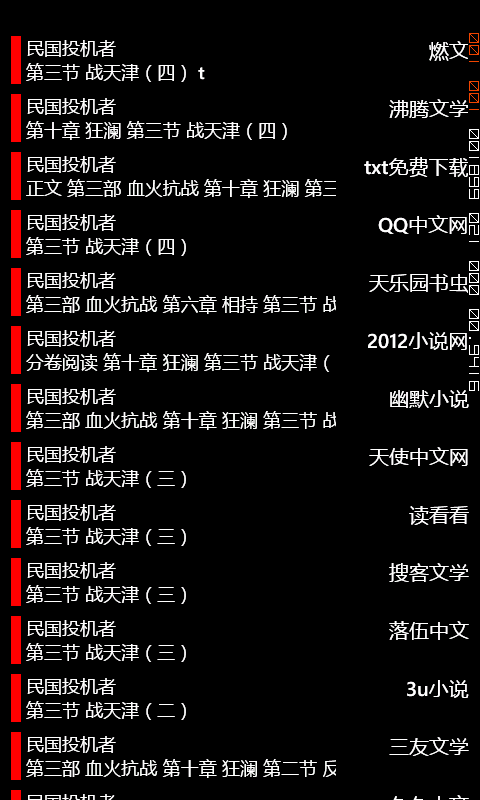 民国投机者
燃文
第三节 战天津（四） t
民国投机者
沸腾文学
第十章 狂澜 第三节 战天津（四）
民国投机者
txt免费下载
正文 第三部 血火抗战 第十章 狂澜 第三
民国投机者
QQ中文网
第三节 战天津（四）
民国投机者
天乐园书虫
第三部 血火抗战 第六章 相持 第三节 战
民国投机者
2012小说网
分卷阅读 第十章 狂澜 第三节 战天津（
民国投机者
幽默小说
第三部 血火抗战 第十章 狂澜 第三节 战
民国投机者
天使中文网
第三节 战天津（三）
民国投机者
读看看
第三节 战天津（三）
民国投机者
搜客文学
第三节 战天津（三）
民国投机者
落伍中文
第三节 战天津（三）
民国投机者
3u小说
第三节 战天津（二）
民国投机者
三友文学
第三部 血火抗战 第十章 狂澜 第二节 反